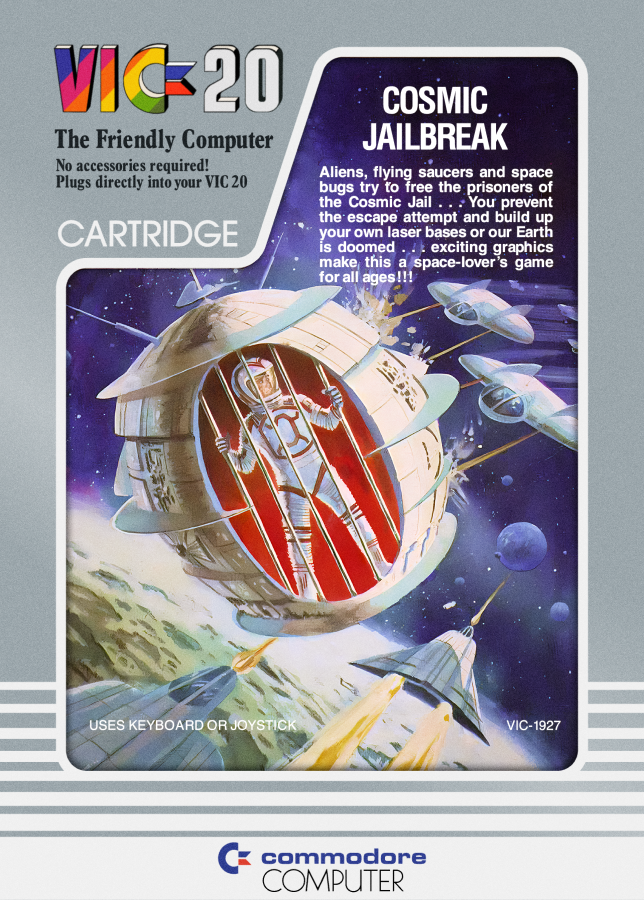 VIC-20
The Friendly Computer
No accessories required!
Plugs directly into your VIC 20
CARTRIDGE
COSMIC
JAILBREAK
Aliens, flying saucers and space
bugs try to free the prisoners of
the Cosmic Jail . . . You prevent
the escape attempt and build up
your own laser bases or our Earth
is doomed . . . exciting graphics
make this a space-lover's game
for all ages!!!
USES KEYBOARD OR JOYSTICK
VIC-1927
commodore
COMPUTER